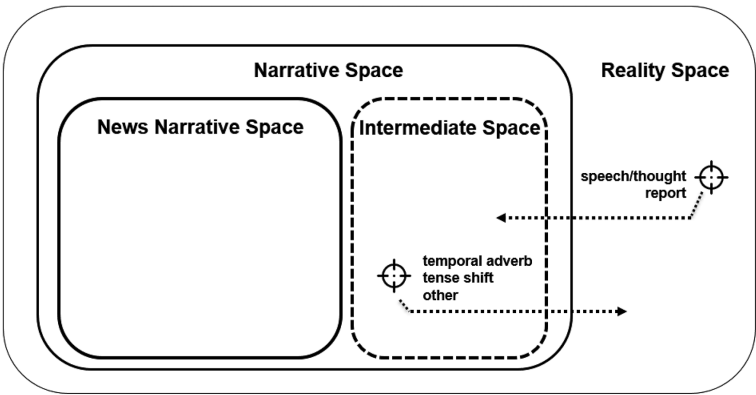 Narrative Space
Reality Space
News Narrative Space
Intermediate Space
speech/thought
report
temporal adverb
tense shift
other